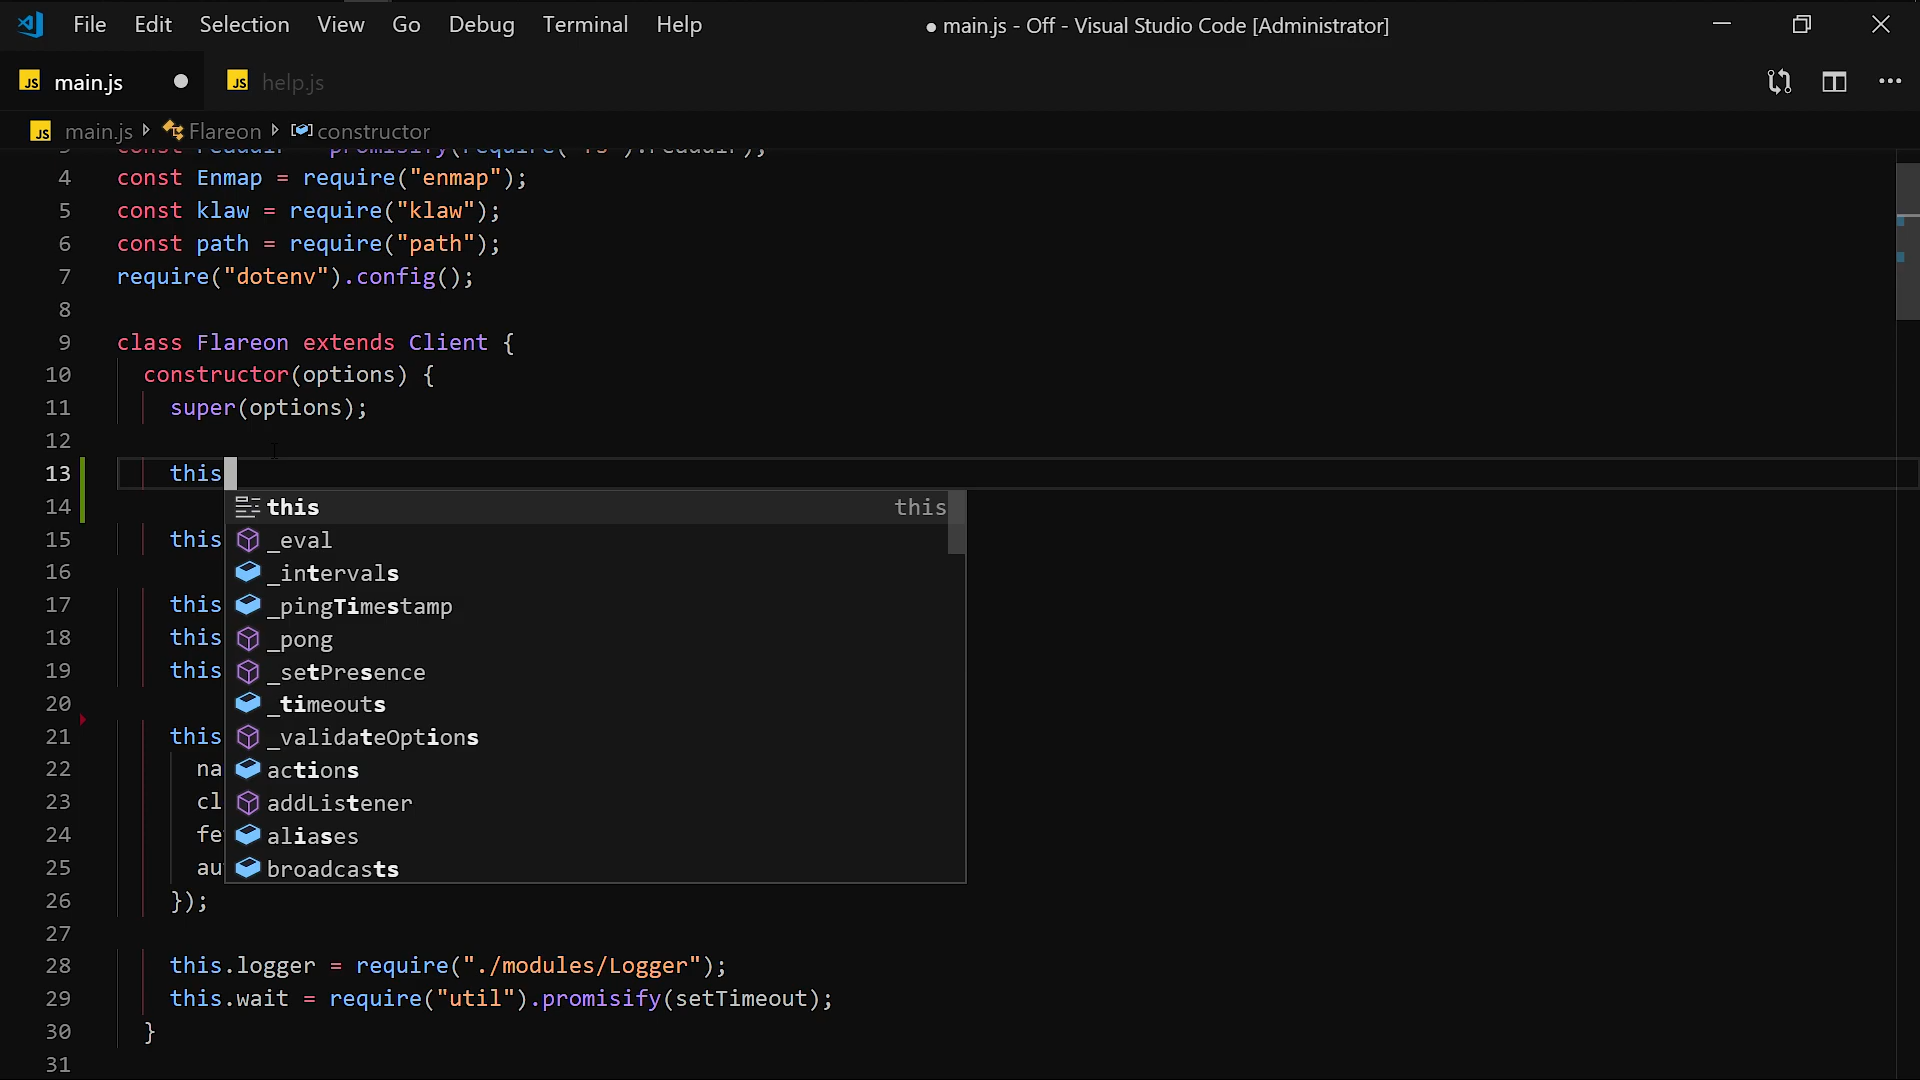 File Edit Selection View Go Debug Terminal Help ● main.js - Off - Visual Studio Code [Administrator]
JS main.js ● JS help.js
JS main.js Flareon constructor
4 const Enmap = require("enmap");
5 const klaw = require("klaw");
6 const path = require("path");
7 require("dotenv").config();
8
9 class Flareon extends Client {
10 constructor(options) {
11 super(options);
12
13 this
14 this this
15 this _eval
16 _intervals
17 this _pingTimestamp
18 this _pong
19 this _setPresence
20 _timeouts
21 this _validateOptions
22 na actions
23 cl addListener
24 fe aliases
25 au broadcasts
26 });
27
28 this.logger = require("./modules/Logger");
29 this.wait = require("util").promisify(setTimeout);
30 }
31